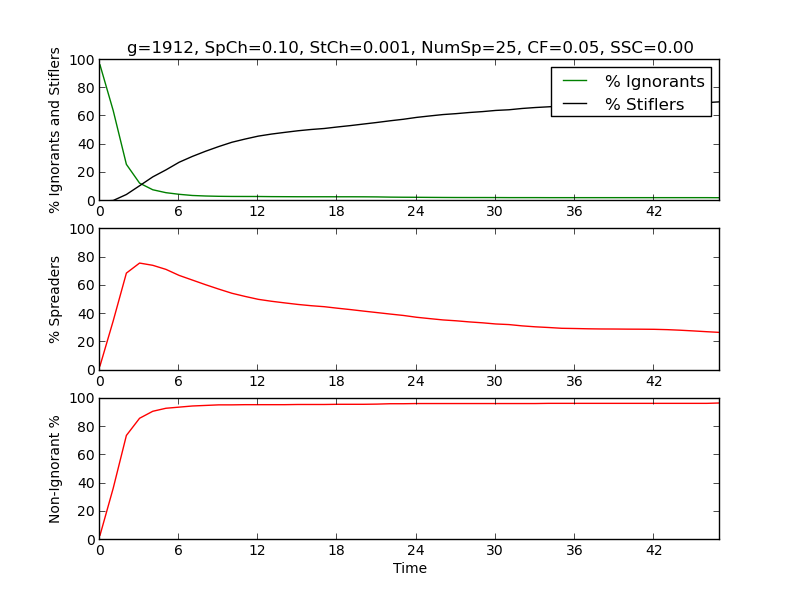 g=1912, SpCh=0.10, StCh=0.001, NumSp=25, CF=0.05, SSC=0.00
% Ignorants and Stiflers
100
80
60
40
20
0
% Ignorants
% Stiflers
0 6 12 18 24 30 36 42
% Spreaders
100
80
60
40
20
0
0 6 12 18 24 30 36 42
Non-Ignorant %
100
80
60
40
20
0
0 6 12 18 24 30 36 42
Time